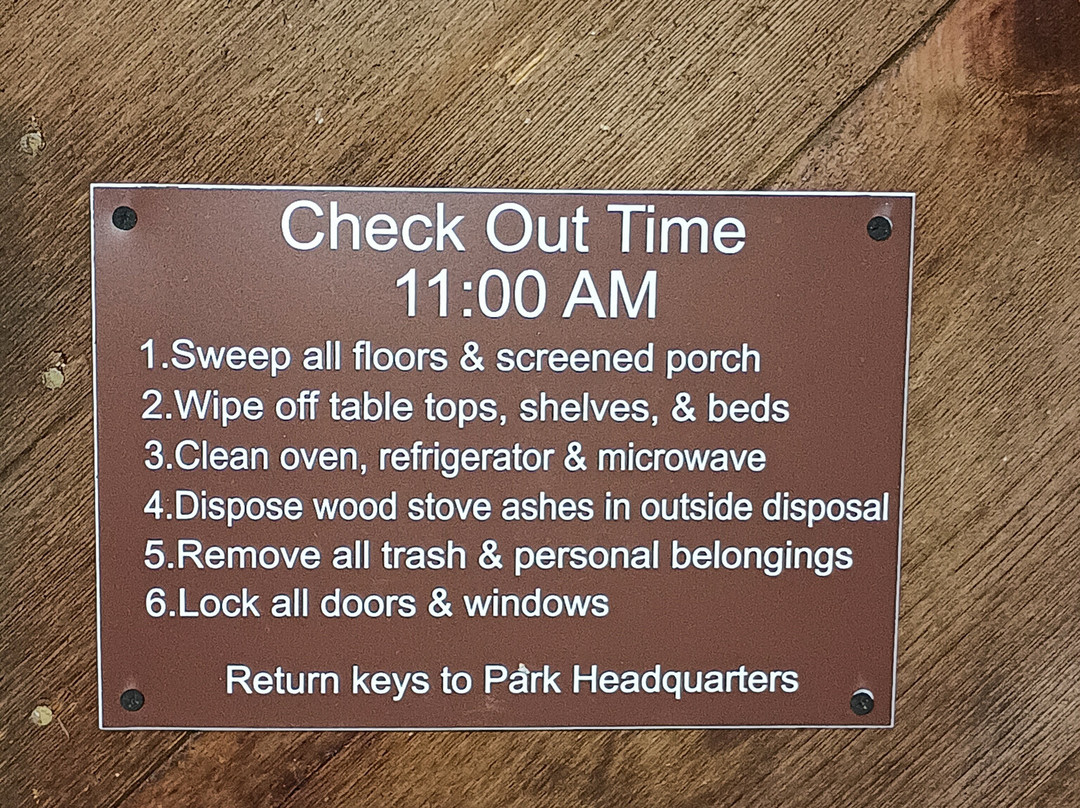 Check Out Time
11:00 AM
1.Sweep all floors & screened porch
2.Wipe off table tops, shelves, & beds
3.Clean oven, refrigerator & microwave
4.Dispose wood stove ashes in outside disposal
5.Remove all trash & personal belongings
6.Lock all doors & windows
Return keys to Park Headquarters